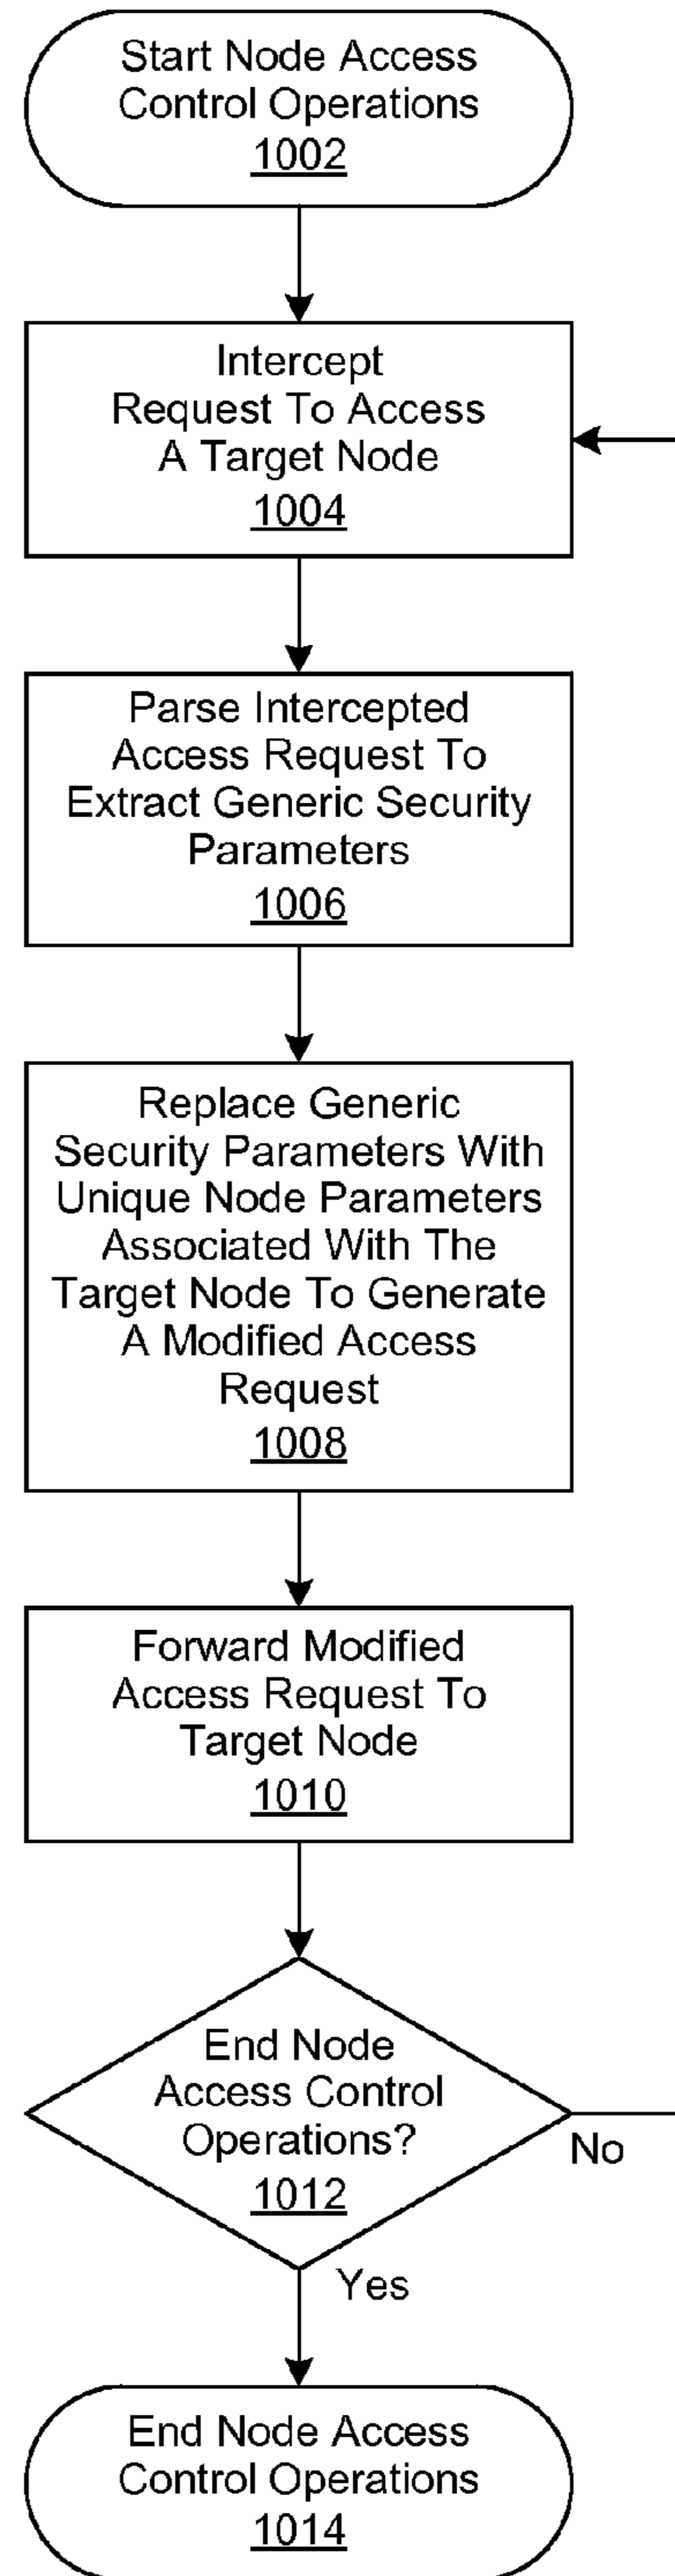 Start Node Access
Control Operations
1002
Intercept
Request To Access
A Target Node
1004
Parse Intercepted
Access Request To
Extract Generic Security
Parameters
1006
Replace Generic
Security Parameters With
Unique Node Parameters
Associated With The
Target Node To Generate
A Modified Access
Request
1008
Forward Modified
Access Request To
Target Node
1010
End Node
Access Control
Operations?
1012
No
Yes
End Node Access
Control Operations
1014